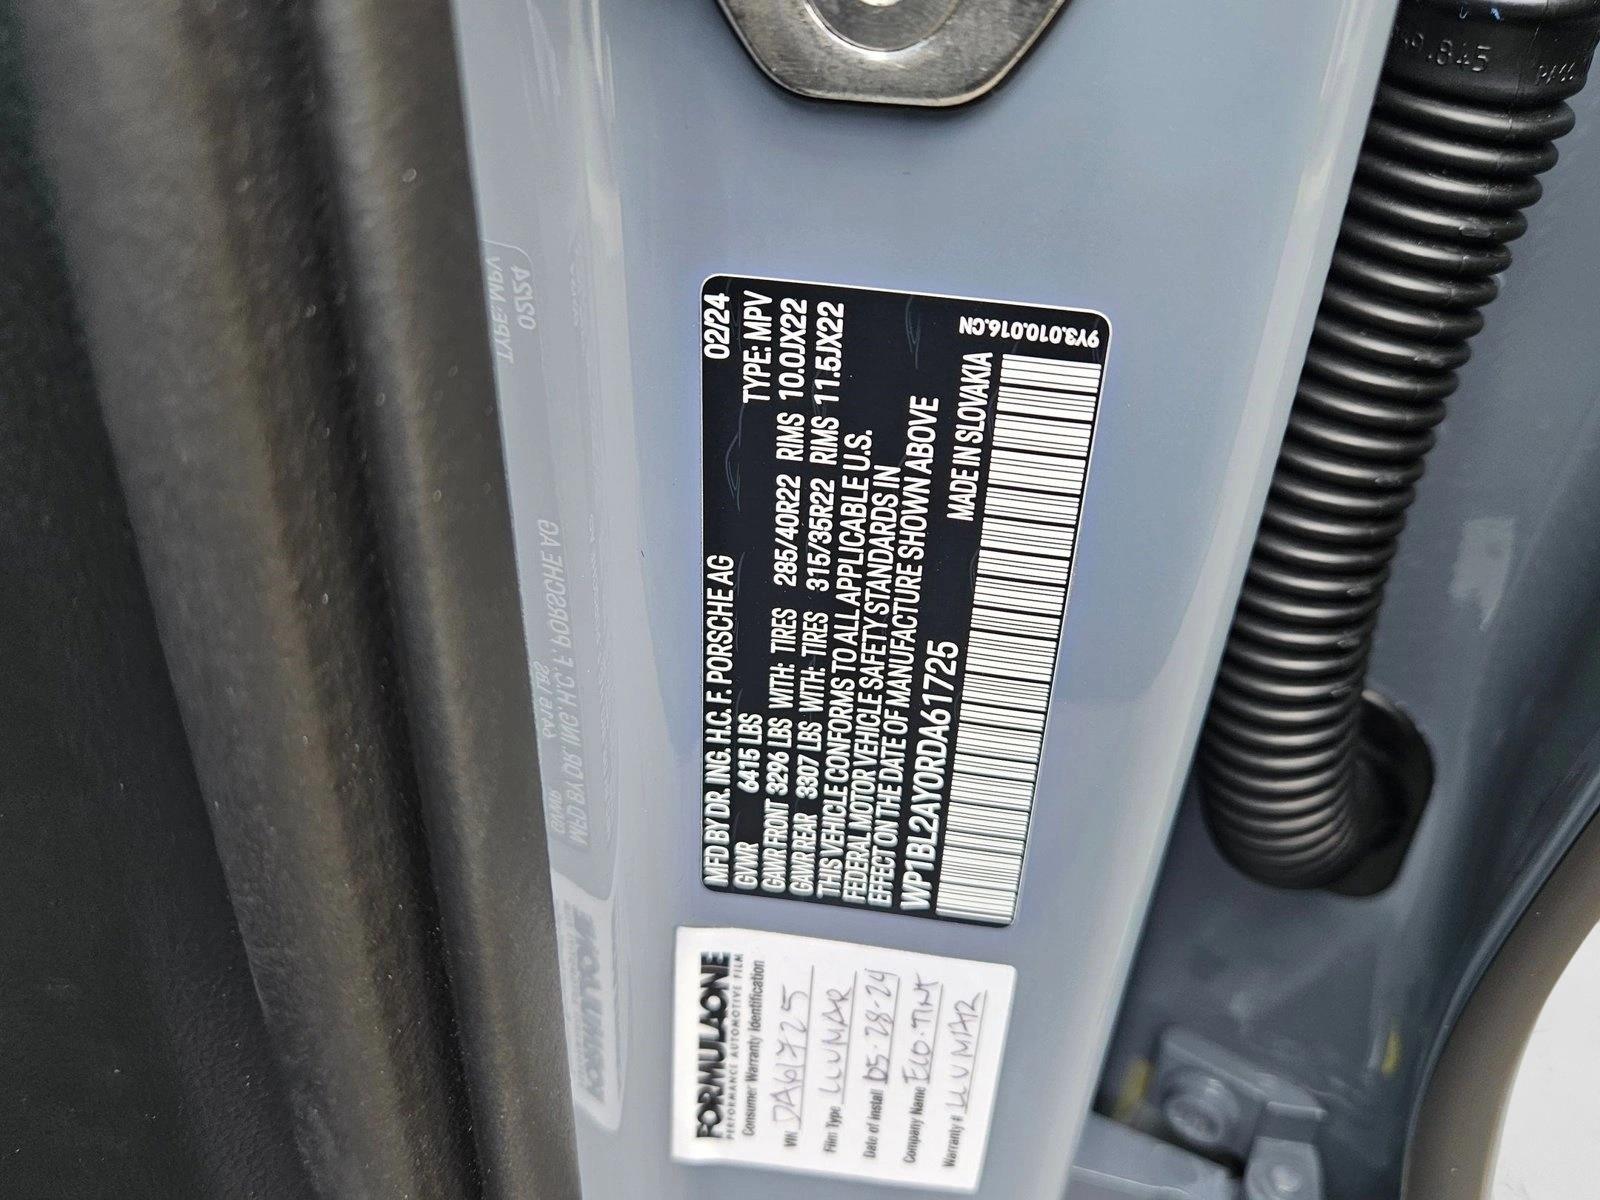 MFD BY DR. ING. H.C. F. PORSCHE AG 02/24
GVWR 6415 LBS TYPE: MPV
GAWR FRONT 3296 LBS WITH: TIRES 285/40R22 RIMS 10.0JX22
GAWR REAR 3307 LBS WITH: TIRES 315/35R22 RIMS 11.5JX22
THIS VEHICLE CONFORMS TO ALL APPLICABLE U.S.
FEDERAL MOTOR VEHICLE SAFETY STANDARDS IN
EFFECT ON THE DATE OF MANUFACTURE SHOWN ABOVE
WP1BL2AY0RDA61725 MADE IN SLOVAKIA
9Y3.010.016.CN
FORMULAONE
PERFORMANCE AUTOMOTIVE FILM
Consumer Warranty Identification
VIN DA61725
Film Type LLUMAR
Date of Install 05-28-24
Company Name ECO TINT
Warranty # LLUMAR
.845